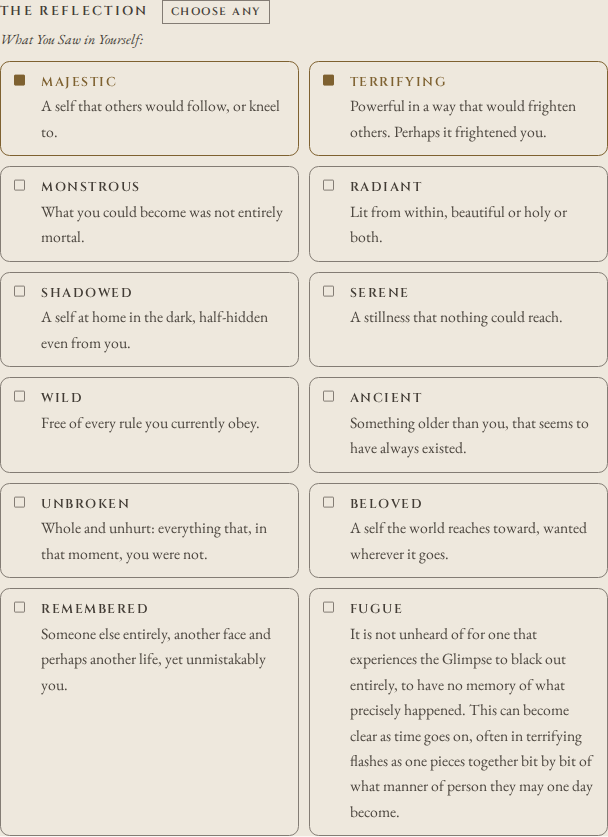 THE REFLECTION CHOOSE ANY
What You Saw in Yourself:
MAJESTIC
A self that others would follow, or kneel
to.
TERRIFYING
Powerful in a way that would frighten
others. Perhaps it frightened you.
MONSTROUS
What you could become was not entirely
mortal.
RADIANT
Lit from within, beautiful or holy or
both.
SHADOWED
A self at home in the dark, half-hidden
even from you.
SERENE
A stillness that nothing could reach.
WILD
Free of every rule you currently obey.
ANCIENT
Something older than you, that seems to
have always existed.
UNBROKEN
Whole and unhurt: everything that, in
that moment, you were not.
BELOVED
A self the world reaches toward, wanted
wherever it goes.
REMEMBERED
Someone else entirely, another face and
perhaps another life, yet unmistakably
you.
FUGUE
It is not unheard of for one that
experiences the Glimpse to black out
entirely, to have no memory of what
precisely happened. This can become
clear as time goes on, often in terrifying
flashes as one pieces together bit by bit of
what manner of person they may one day
become.